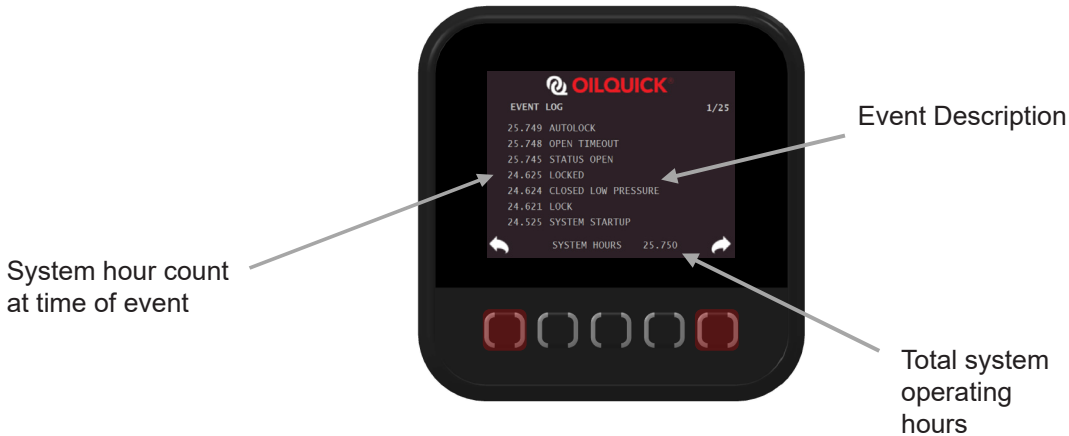 OILQUICK
EVENT LOG 1/25
25.749 AUTOLOCK
25.748 OPEN TIMEOUT
25.745 STATUS OPEN
24.625 LOCKED
24.624 CLOSED LOW PRESSURE
24.621 LOCK
24.525 SYSTEM STARTUP
SYSTEM HOURS 25.750
Event Description
System hour count
at time of event
Total system
operating
hours